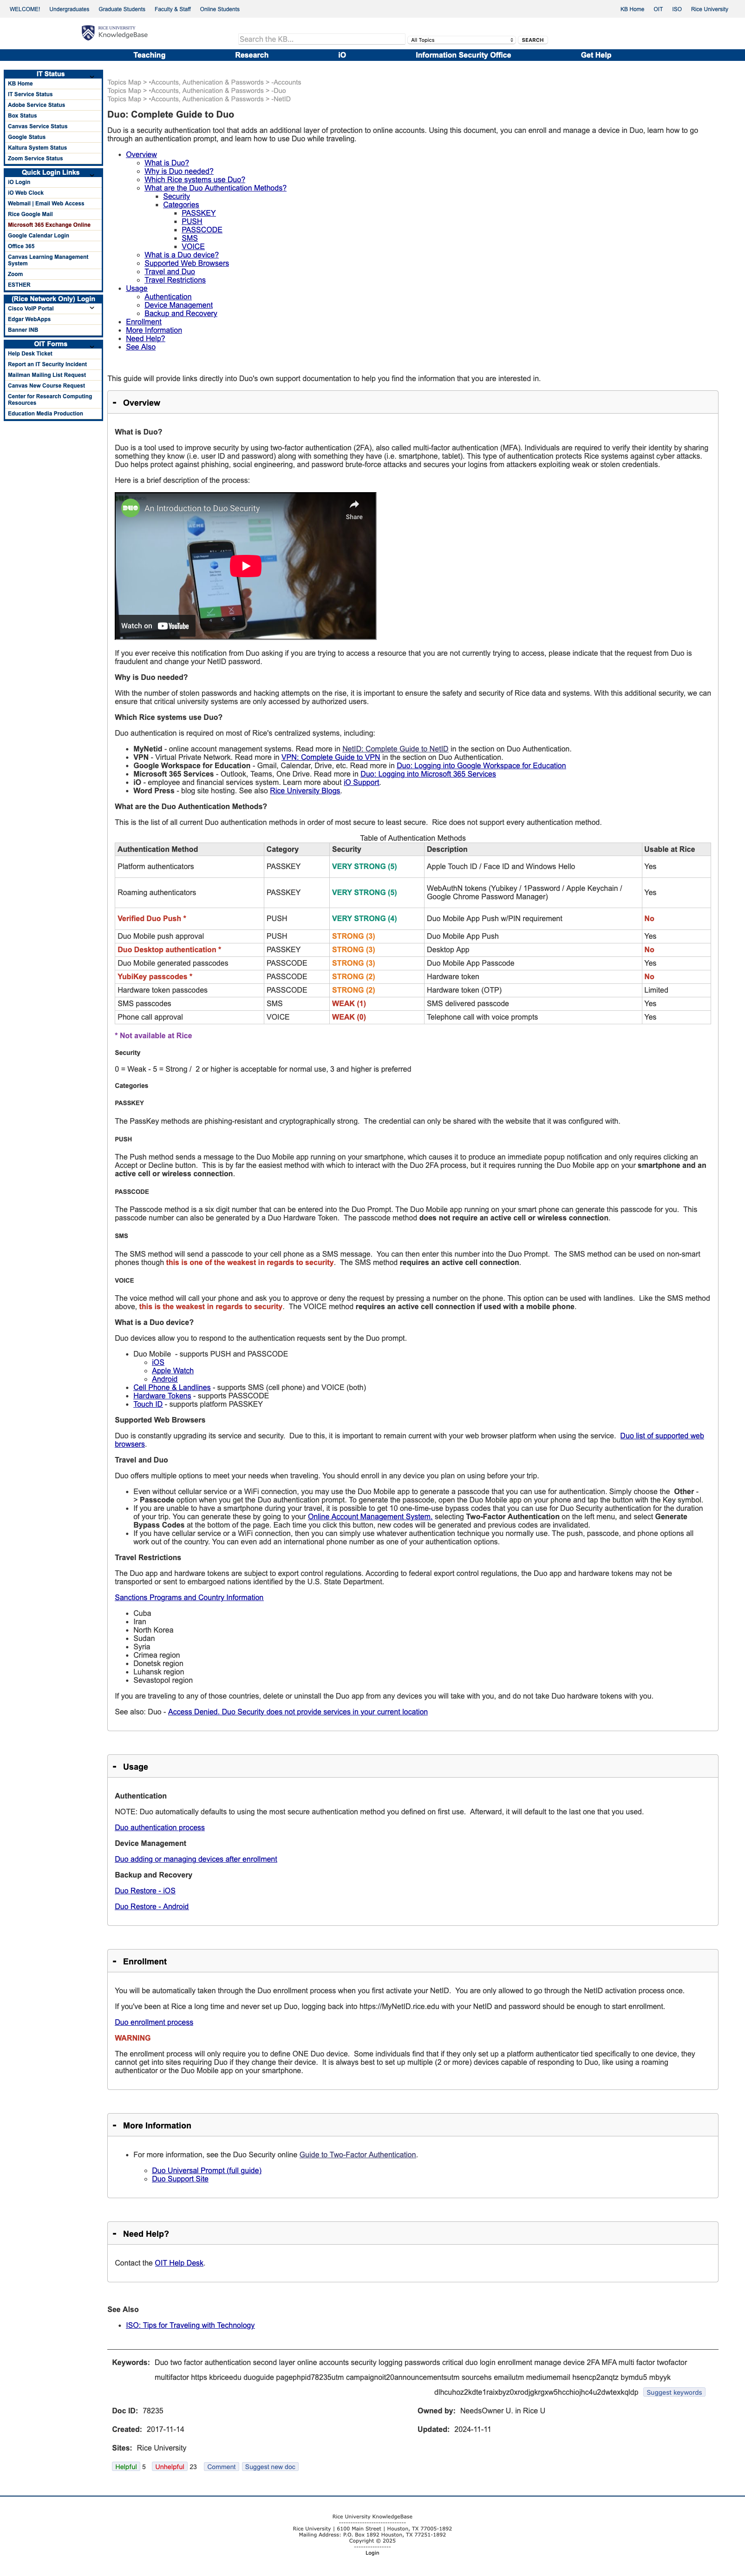 WELCOME! Undergraduates Graduate Students Faculty & Staff Online Students KB Home OIT ISO Rice University
RICE UNIVERSITY
KnowledgeBase
Search the KB... All Topics SEARCH
Teaching Research iO Information Security Office Get Help
IT Status
KB Home
IT Service Status
Adobe Service Status
Box Status
Canvas Service Status
Google Status
Kaltura System Status
Zoom Service Status
Quick Login Links
iO Login
iO Web Clock
Webmail | Email Web Access
Rice Google Mail
Microsoft 365 Exchange Online
Google Calendar Login
Office 365
Canvas Learning Management
System
Zoom
ESTHER
(Rice Network Only) Login
Cisco VoIP Portal
Edgar WebApps
Banner INB
OIT Forms
Help Desk Ticket
Report an IT Security Incident
Mailman Mailing List Request
Canvas New Course Request
Center for Research Computing
Resources
Education Media Production
Topics Map > •Accounts, Authenication & Passwords > -Accounts
Topics Map > •Accounts, Authenication & Passwords > -Duo
Topics Map > •Accounts, Authenication & Passwords > -NetID
Duo: Complete Guide to Duo
Duo is a security authentication tool that adds an additional layer of protection to online accounts. Using this document, you can enroll and manage a device in Duo, learn how to go
through an authentication prompt, and learn how to use Duo while traveling.
• Overview
◦ What is Duo?
◦ Why is Duo needed?
◦ Which Rice systems use Duo?
◦ What are the Duo Authentication Methods?
▪ Security
▪ Categories
▪ PASSKEY
▪ PUSH
▪ PASSCODE
▪ SMS
▪ VOICE
◦ What is a Duo device?
◦ Supported Web Browsers
◦ Travel and Duo
◦ Travel Restrictions
• Usage
◦ Authentication
◦ Device Management
◦ Backup and Recovery
• Enrollment
• More Information
• Need Help?
• See Also
This guide will provide links directly into Duo's own support documentation to help you find the information that you are interested in.
- Overview
What is Duo?
Duo is a tool used to improve security by using two-factor authentication (2FA), also called multi-factor authentication (MFA). Individuals are required to verify their identity by sharing
something they know (i.e. user ID and password) along with something they have (i.e. smartphone, tablet). This type of authentication protects Rice systems against cyber attacks.
Duo helps protect against phishing, social engineering, and password brute-force attacks and secures your logins from attackers exploiting weak or stolen credentials.
Here is a brief description of the process:
DUO An Introduction to Duo Security
Share
Watch on YouTube
If you ever receive this notification from Duo asking if you are trying to access a resource that you are not currently trying to access, please indicate that the request from Duo is
fraudulent and change your NetID password.
Why is Duo needed?
With the number of stolen passwords and hacking attempts on the rise, it is important to ensure the safety and security of Rice data and systems. With this additional security, we can
ensure that critical university systems are only accessed by authorized users.
Which Rice systems use Duo?
Duo authentication is required on most of Rice's centralized systems, including:
• MyNetid - online account management systems. Read more in NetID: Complete Guide to NetID in the section on Duo Authentication.
• VPN - Virtual Private Network. Read more in VPN: Complete Guide to VPN in the section on Duo Authentication.
• Google Workspace for Education - Gmail, Calendar, Drive, etc. Read more in Duo: Logging into Google Workspace for Education
• Microsoft 365 Services - Outlook, Teams, One Drive. Read more in Duo: Logging into Microsoft 365 Services
• iO - employee and financial services system. Learn more about iO Support.
• Word Press - blog site hosting. See also Rice University Blogs.
What are the Duo Authentication Methods?
This is the list of all current Duo authentication methods in order of most secure to least secure. Rice does not support every authentication method.
Table of Authentication Methods
Authentication Method Category Security Description Usable at Rice
Platform authenticators PASSKEY VERY STRONG (5) Apple Touch ID / Face ID and Windows Hello Yes
Roaming authenticators PASSKEY VERY STRONG (5) WebAuthN tokens (Yubikey / 1Password / Apple Keychain /
Google Chrome Password Manager) Yes
Verified Duo Push * PUSH VERY STRONG (4) Duo Mobile App Push w/PIN requirement No
Duo Mobile push approval PUSH STRONG (3) Duo Mobile App Push Yes
Duo Desktop authentication * PASSKEY STRONG (3) Desktop App No
Duo Mobile generated passcodes PASSCODE STRONG (3) Duo Mobile App Passcode Yes
YubiKey passcodes * PASSCODE STRONG (2) Hardware token No
Hardware token passcodes PASSCODE STRONG (2) Hardware token (OTP) Limited
SMS passcodes SMS WEAK (1) SMS delivered passcode Yes
Phone call approval VOICE WEAK (0) Telephone call with voice prompts Yes
* Not available at Rice
Security
0 = Weak - 5 = Strong / 2 or higher is acceptable for normal use, 3 and higher is preferred
Categories
PASSKEY
The PassKey methods are phishing-resistant and cryptographically strong. The credential can only be shared with the website that it was configured with.
PUSH
The Push method sends a message to the Duo Mobile app running on your smartphone, which causes it to produce an immediate popup notification and only requires clicking an
Accept or Decline button. This is by far the easiest method with which to interact with the Duo 2FA process, but it requires running the Duo Mobile app on your smartphone and an
active cell or wireless connection.
PASSCODE
The Passcode method is a six digit number that can be entered into the Duo Prompt. The Duo Mobile app running on your smart phone can generate this passcode for you. This
passcode number can also be generated by a Duo Hardware Token. The passcode method does not require an active cell or wireless connection.
SMS
The SMS method will send a passcode to your cell phone as a SMS message. You can then enter this number into the Duo Prompt. The SMS method can be used on non-smart
phones though this is one of the weakest in regards to security. The SMS method requires an active cell connection.
VOICE
The voice method will call your phone and ask you to approve or deny the request by pressing a number on the phone. This option can be used with landlines. Like the SMS method
above, this is the weakest in regards to security. The VOICE method requires an active cell connection if used with a mobile phone.
What is a Duo device?
Duo devices allow you to respond to the authentication requests sent by the Duo prompt.
• Duo Mobile - supports PUSH and PASSCODE
◦ iOS
◦ Apple Watch
◦ Android
• Cell Phone & Landlines - supports SMS (cell phone) and VOICE (both)
• Hardware Tokens - supports PASSCODE
• Touch ID - supports platform PASSKEY
Supported Web Browsers
Duo is constantly upgrading its service and security. Due to this, it is important to remain current with your web browser platform when using the service. Duo list of supported web
browsers.
Travel and Duo
Duo offers multiple options to meet your needs when traveling. You should enroll in any device you plan on using before trip.
• Even without cellular service or a WiFi connection, you may use the Duo Mobile app to generate a passcode that you can use for authentication. Simply choose the Other -
> Passcode option when you get the Duo authentication prompt. To generate the passcode, open the Duo Mobile app on your phone and tap the button with the Key symbol.
• If you are unable to have a smartphone during your travel, it is possible to get 10 one-time-use bypass codes that you can use for Duo Security authentication for the duration
of your trip. You can generate these by going to your Online Account Management System, selecting Two-Factor Authentication on the left menu, and select Generate
Bypass Codes at the bottom of the page. Each time you click this button, new codes will be generated and the previous codes are invalidated.
• If you have cellular service or a WiFi connection, then you can simply use whatever authentication technique you normally use. The push, passcode, and phone options all
work out of the country. You can even add an international phone number as one of your authentication options.
Travel Restrictions
The Duo app and hardware tokens are subject to export control regulations. According to federal export control regulations, the Duo app and hardware tokens may not be
transported or sent to embargoed nations identified by the U.S. State Department.
Sanctions Programs and Country Information
• Cuba
• Iran
• North Korea
• Sudan
• Syria
• Crimea region
• Donetsk region
• Luhansk region
• Sevastopol region
If you are traveling to any of those countries, delete or uninstall the Duo app from any devices you will take with you, and do not take Duo hardware tokens with you.
See also: Duo - Access Denied. Duo Security does not provide services in your current location
- Usage
Authentication
NOTE: Duo automatically defaults to using the most secure authentication method you defined on first use. Afterward, it will default to the last one that you used.
Duo authentication process
Device Management
Duo adding or managing devices after enrollment
Backup and Recovery
Duo Restore - iOS
Duo Restore - Android
- Enrollment
You will be automatically taken through the Duo enrollment process when you first activate your NetID. You are only allowed to go through the NetID activation process once.
If you've been at Rice a long time and never set up Duo, logging back into https://MyNetID.rice.edu with your NetID and password should be enough to start enrollment.
Duo enrollment process
WARNING
The enrollment process will only require you to define ONE Duo device. Some individuals find that if they only set up a platform authenticator tied specifically to one device, they
cannot get into sites requiring Duo if they change their device. It is always best to set up multiple (2 or more) devices capable of responding to Duo, like using a roaming
authenticator or the Duo Mobile app on your smartphone.
- More Information
• For more information, see the Duo Security online Guide to Two-Factor Authentication.
◦ Duo Universal Prompt (full guide)
◦ Duo Support Site
- Need Help?
Contact the OIT Help Desk.
See Also
• ISO: Tips for Traveling with Technology
Keywords: Duo two factor authentication second layer online accounts security logging passwords critical duo login enrollment manage device 2FA MFA multi factor twofactor
multifactor https kbriceedu duoguide pagephpid78235utm campaignoit20announcementsutm sourcehs emailutm mediumemail hsencp2anqtz bymdu5 mbyyk
dlhcuhoz2kdte1raixbyz0xrodjgkrgxw5hcchiojhc4u2dwtexkqldp Suggest keywords
Doc ID: 78235 Owned by: NeedsOwner U. in Rice U
Created: 2017-11-14 Updated: 2024-11-11
Sites: Rice University
Helpful 5 Unhelpful 23 Comment Suggest new doc
Rice University KnowledgeBase
Rice University | 6100 Main Street | Houston, TX 77005-1892
Mailing Address: P.O. Box 1892 Houston, TX 77251-1892
Copyright © 2025
Login